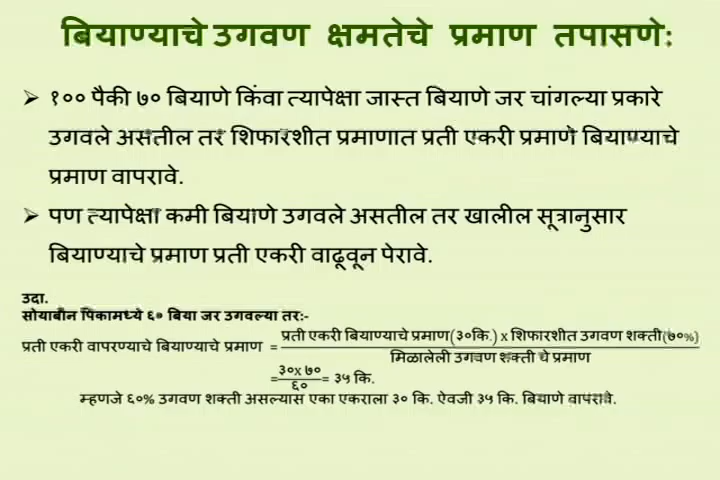 बियाण्याचे उगवण क्षमतेचे प्रमाण तपासणे:
➢ १०० पैकी ७० बियाणे किंवा त्यापेक्षा जास्त बियाणे जर चांगल्या प्रकारे
उगवले असतील तर शिफारशीत प्रमाणात प्रती एकरी प्रमाणे बियाण्याचे
प्रमाण वापरावे.
➢ पण त्यापेक्षा कमी बियाणे उगवले असतील तर खालील सूत्रानुसार
बियाण्याचे प्रमाण प्रती एकरी वाढूवून पेरावे.
उदा.
सोयाबीन पिकामध्ये ६० बिया जर उगवल्या तर:-
प्रती एकरी वापरण्याचे बियाण्याचे प्रमाण = प्रती एकरी बियाण्याचे प्रमाण(३०कि.) x शिफारशीत उगवण शक्ती(७०%)
मिळालेली उगवण शक्ती चे प्रमाण
=३०x ७०
६० = ३५ कि.
म्हणजे ६०% उगवण शक्ती असल्यास एका एकराला ३० कि. ऐवजी ३५ कि. बियाणे वापरावे.